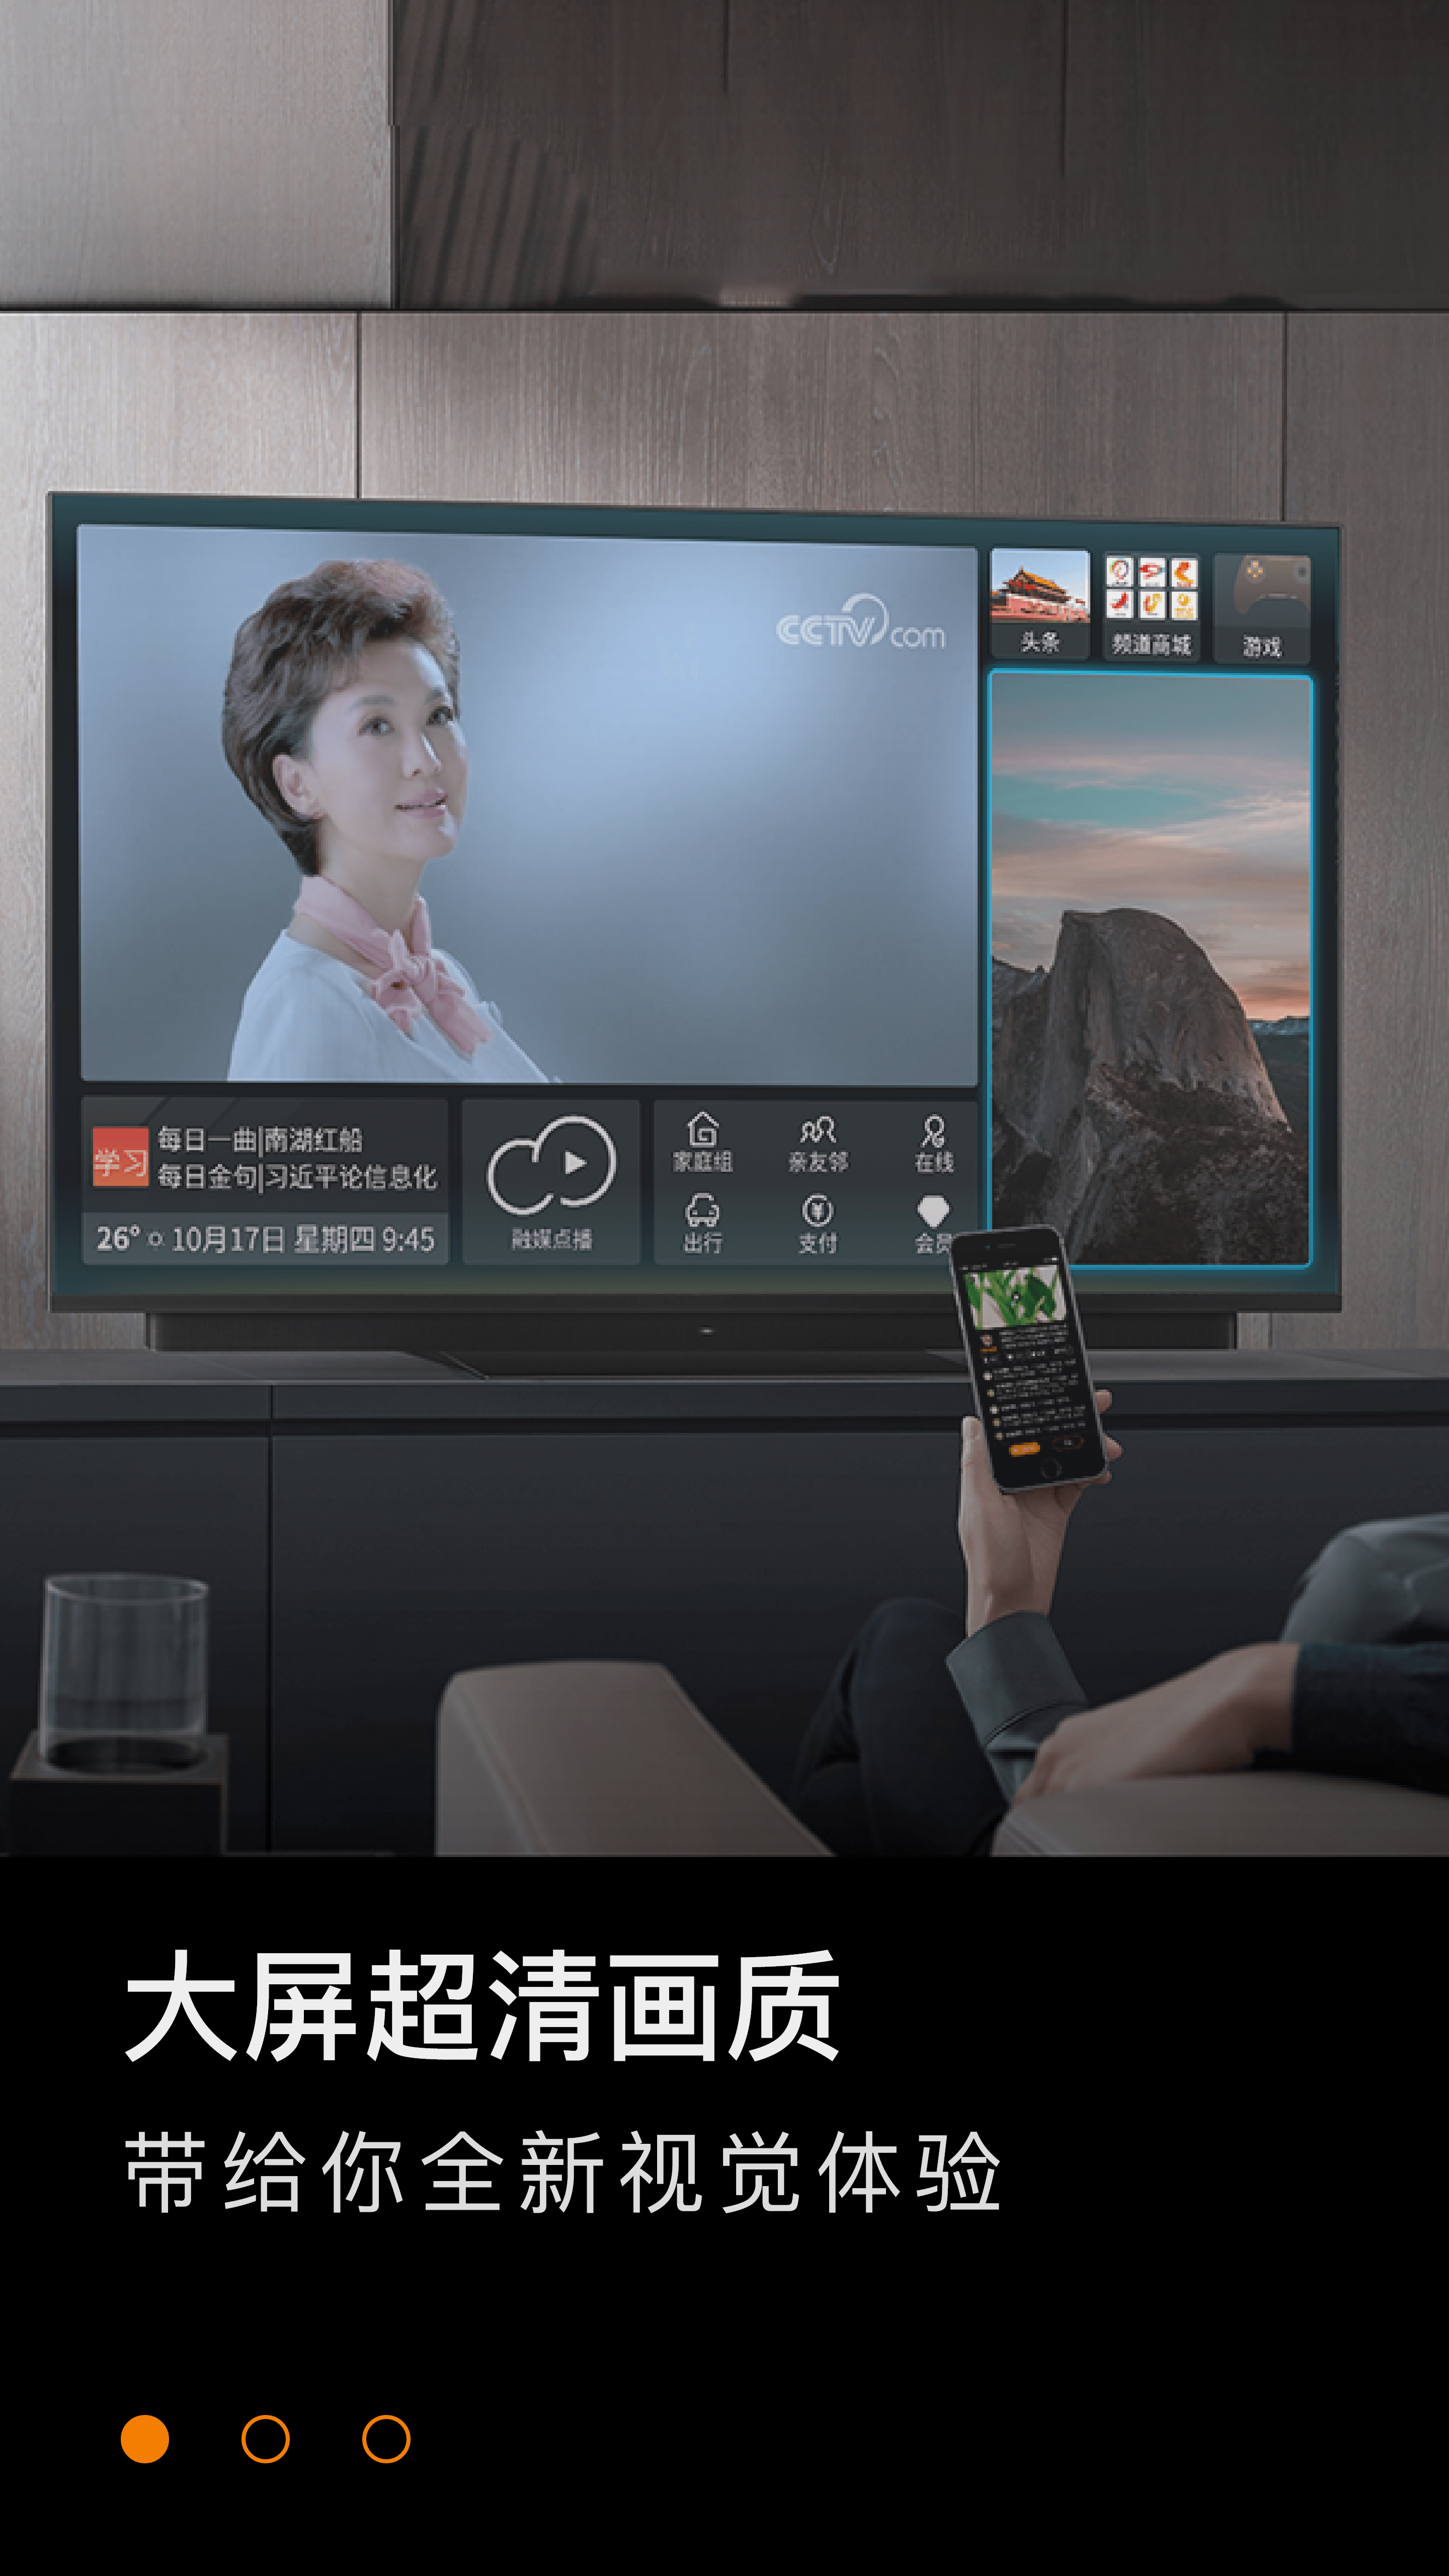 CCTV.com
头条
频道商城
游戏
学习
每日一曲|南湖红船
每日金句|习近平论信息化
26° 10月17日 星期四 9:45
融媒点播
家庭组
亲友邻
在线
出行
支付
会员
大屏超清画质
带给你全新视觉体验